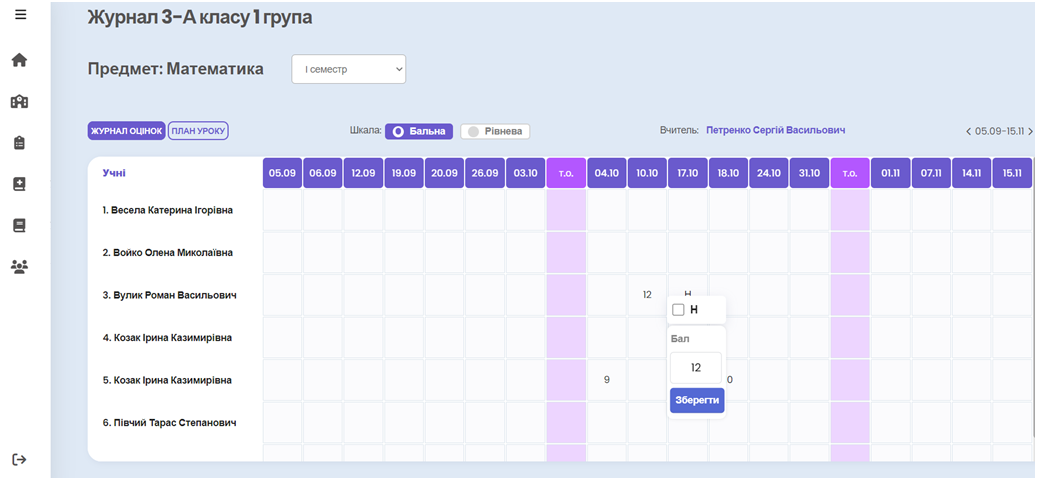 Журнал 3-А класу 1 група
Предмет: Математика
І семестр
ЖУРНАЛ ОЦІНОК ПЛАН УРОКУ Шкала: Бальна Рівнева Вчитель: Петренко Сергій Васильович < 05.09-15.11 >
Учні 05.09 06.09 12.09 19.09 20.09 26.09 03.10 т.о. 04.10 10.10 17.10 18.10 24.10 31.10 т.о. 01.11 07.11 14.11 15.11
1. Весела Катерина Ігорівна
2. Войко Олена Миколаївна
3. Вулик Роман Васильович 12 Н
Н
4. Козак Ірина Казимирівна
Бал
12
5. Козак Ірина Казимирівна 9 0
Зберегти
6. Півчий Тарас Степанович